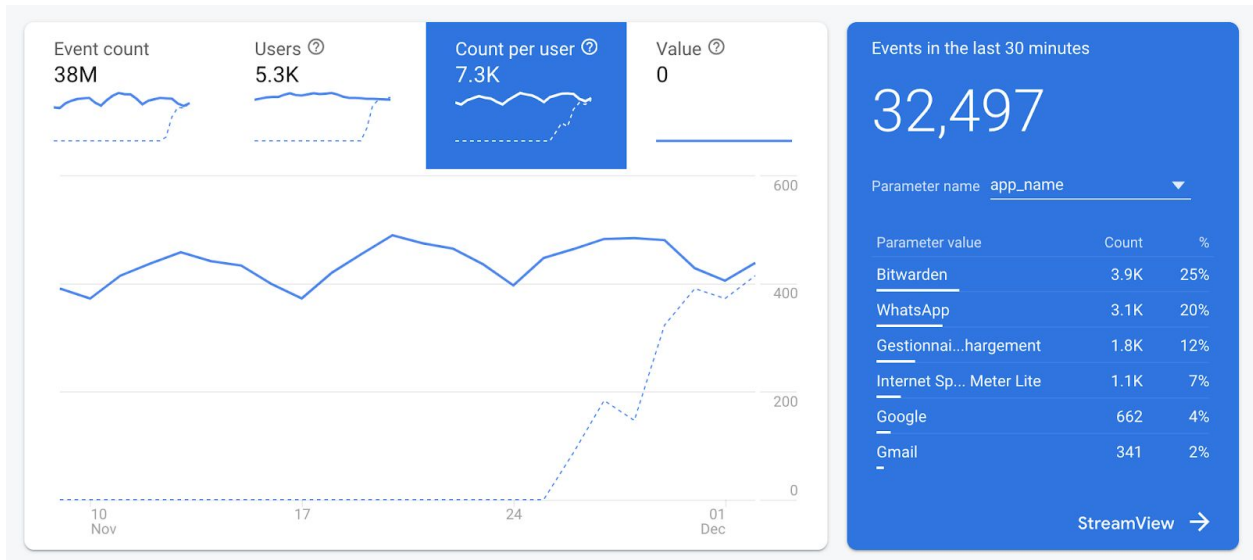 Event count
38M
Users
5.3K
Count per user
7.3K
Value
0
600
400
200
0
10
Nov
17
24
01
Dec
Events in the last 30 minutes
32,497
Parameter name app_name
Parameter value Count %
Bitwarden 3.9K 25%
WhatsApp 3.1K 20%
Gestionnai...hargement 1.8K 12%
Internet Sp... Meter Lite 1.1K 7%
Google 662 4%
Gmail 341 2%
StreamView